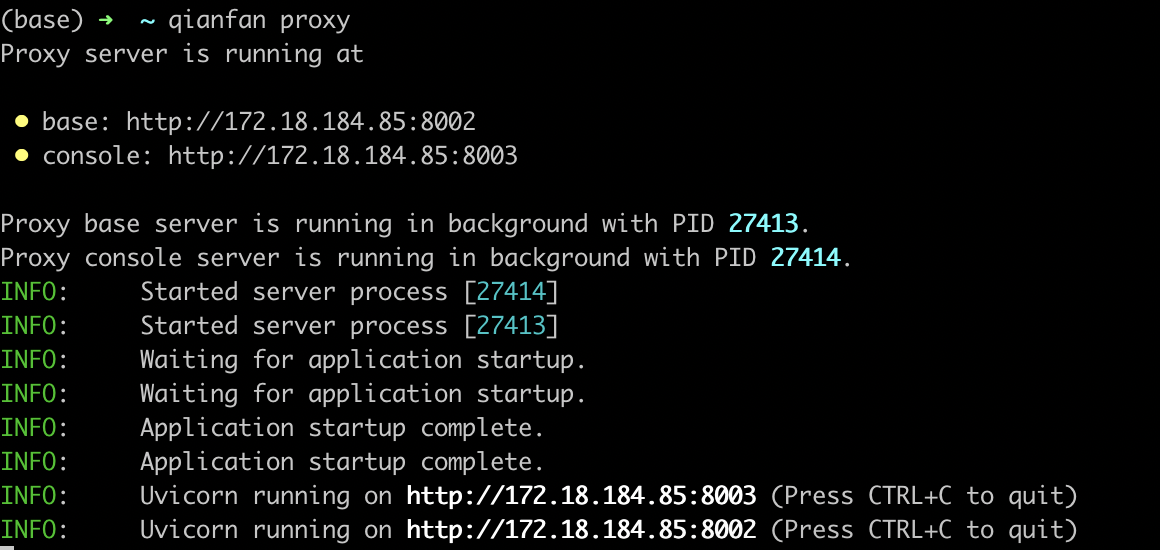 (base) ➜  ~ qianfan proxy
Proxy server is running at
● base: http://172.18.184.85:8002
● console: http://172.18.184.85:8003
Proxy base server is running in background with PID 27413.
Proxy console server is running in background with PID 27414.
INFO:     Started server process [27414]
INFO:     Started server process [27413]
INFO:     Waiting for application startup.
INFO:     Waiting for application startup.
INFO:     Application startup complete.
INFO:     Application startup complete.
INFO:     Uvicorn running on http://172.18.184.85:8003 (Press CTRL+C to quit)
INFO:     Uvicorn running on http://172.18.184.85:8002 (Press CTRL+C to quit)